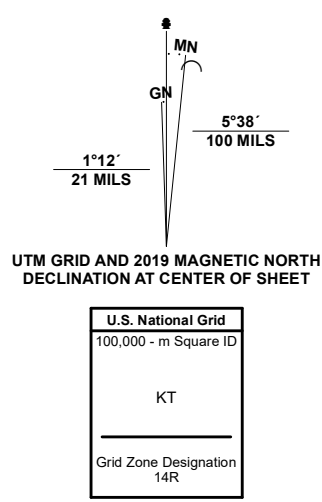 MN
GN
5°38´
100 MILS
1°12´
21 MILS
UTM GRID AND 2019 MAGNETIC NORTH
DECLINATION AT CENTER OF SHEET
U.S. National Grid
100,000 - m Square ID
KT
Grid Zone Designation
14R